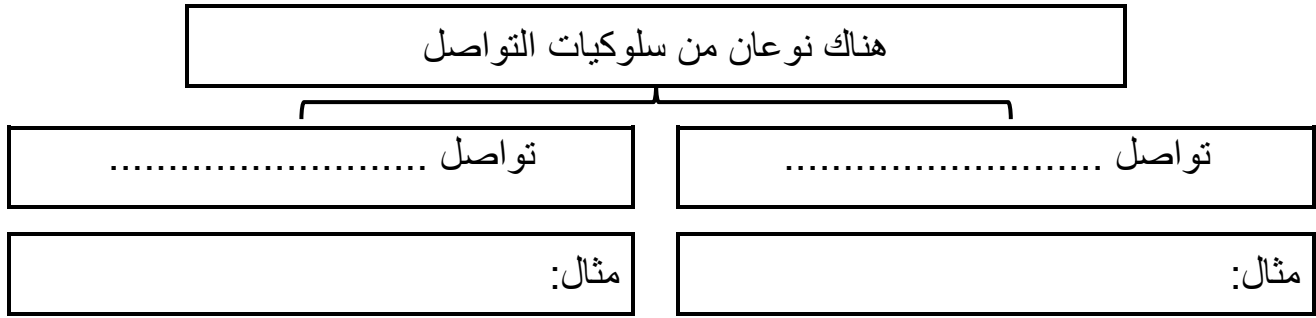 هناك نوعان من سلوكيات التواصل
تواصل ...........................
تواصل ...........................
مثال:
مثال: